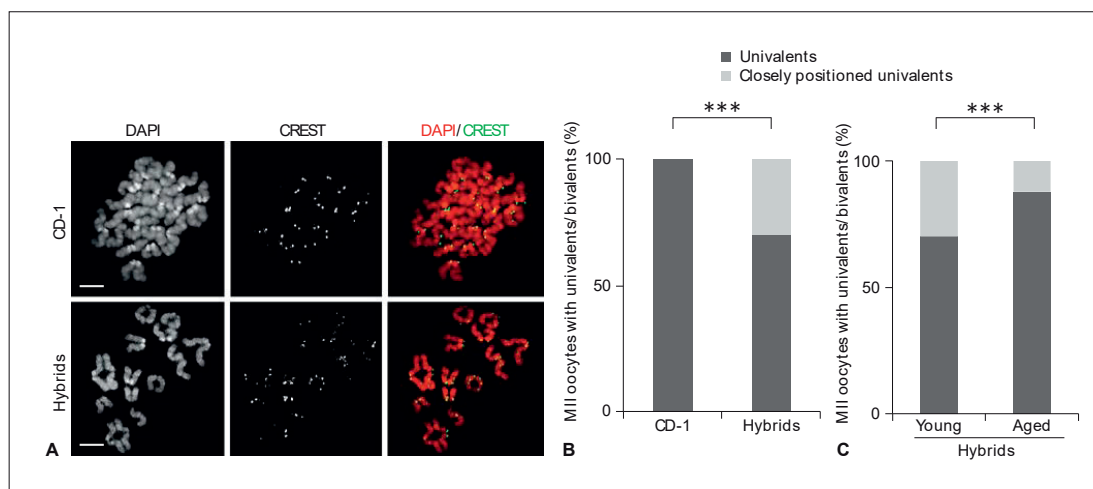 Univalents
Closely positioned univalents
DAPI
CREST
DAPI/CREST
CD-1
Hybrids
A
***
MII oocytes with univalents/bivalents (%)
100
50
0
CD-1
Hybrids
B
***
MII oocytes with univalents/bivalents (%)
100
50
0
Young
Aged
Hybrids
C